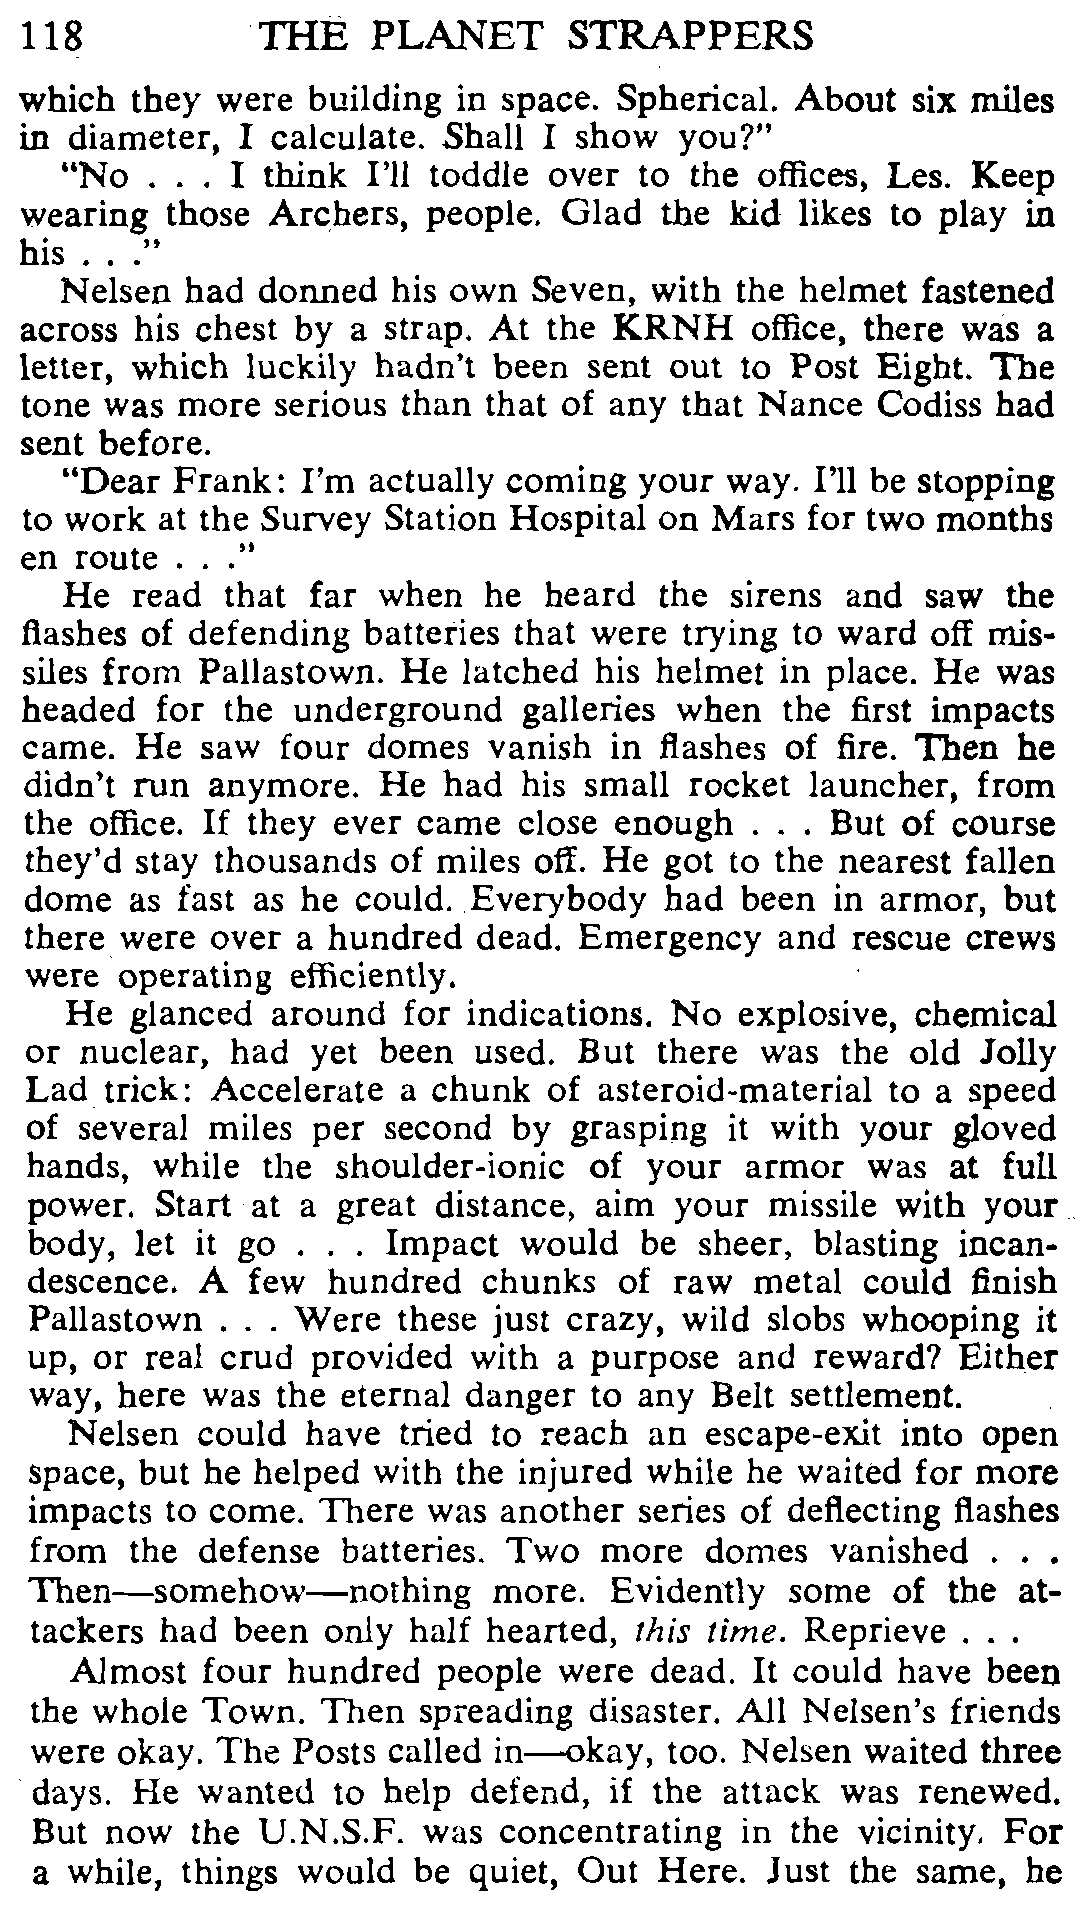 118 THE PLANET STRAPPERS
which they were building in space. Spherical. About six miles
in diameter, I calculate. Shall I show you?"
"No . . . I think I'll toddle over to the offices, Les. Keep
wearing those Archers, people. Glad the kid likes to play in
his . . ."
Nelsen had donned his own Seven, with the helmet fastened
across his chest by a strap. At the KRNH office, there was a
letter, which luckily hadn't been sent out to Post Eight. The
tone was more serious than that of any that Nance Codiss had
sent before.
"Dear Frank: I'm actually coming your way. I'll be stopping
to work at the Survey Station Hospital on Mars for two months
en route . . ."
He read that far when he heard the sirens and saw the
flashes of defending batteries that were trying to ward off mis-
siles from Pallastown. He latched his helmet in place. He was
headed for the underground galleries when the first impacts
came. He saw four domes vanish in flashes of fire. Then he
didn't run anymore. He had his small rocket launcher, from
the office. If they ever came close enough . . . But of course
they'd stay thousands of miles off. He got to the nearest fallen
dome as fast as he could. Everybody had been in armor, but
there were over a hundred dead. Emergency and rescue crews
were operating efficiently.
He glanced around for indications. No explosive, chemical
or nuclear, had yet been used. But there was the old Jolly
Lad trick: Accelerate a chunk of asteroid-material to a speed
of several miles per second by grasping it with your gloved
hands, while the shoulder-ionic of your armor was at full
power. Start at a great distance, aim your missile with your
body, let it go . . . Impact would be sheer, blasting incan-
descence. A few hundred chunks of raw metal could finish
Pallastown . . . Were these just crazy, wild slobs whooping it
up, or real crud provided with a purpose and reward? Either
way, here was the eternal danger to any Belt settlement.
Nelsen could have tried to reach an escape-exit into open
space, but he helped with the injured while he waited for more
impacts to come. There was another series of deflecting flashes
from the defense batteries. Two more domes vanished . . .
Then—somehow—nothing more. Evidently some of the at-
tackers had been only half hearted, this time. Reprieve . . .
Almost four hundred people were dead. It could have been
the whole Town. Then spreading disaster. All Nelsen's friends
were okay. The Posts called in—okay, too. Nelsen waited three
days. He wanted to help defend, if the attack was renewed.
But now the U.N.S.F. was concentrating in the vicinity. For
a while, things would be quiet, Out Here. Just the same, he